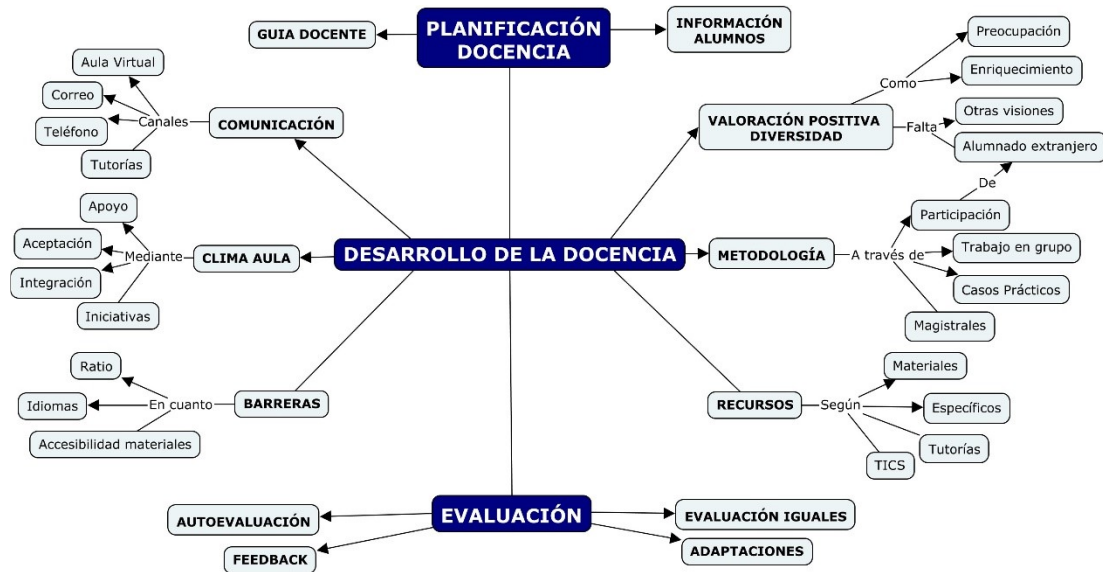 PLANIFICACIÓN
DOCENCIA
GUIA DOCENTE
INFORMACIÓN
ALUMNOS
Aula Virtual
Correo
Teléfono
Tutorías
Canales
COMUNICACIÓN
VALORACIÓN POSITIVA
DIVERSIDAD
Como
Preocupación
Enriquecimiento
Falta
Otras visiones
Alumnado extranjero
De
Apoyo
Aceptación
Integración
Iniciativas
Mediante
CLIMA AULA
DESARROLLO DE LA DOCENCIA
METODOLOGÍA
A través de
Participación
Trabajo en grupo
Casos Prácticos
Magistrales
Ratio
Idiomas
Accesibilidad materiales
En cuanto
BARRERAS
RECURSOS
Según
Materiales
Específicos
Tutorías
TICS
EVALUACIÓN
AUTOEVALUACIÓN
FEEDBACK
EVALUACIÓN IGUALES
ADAPTACIONES